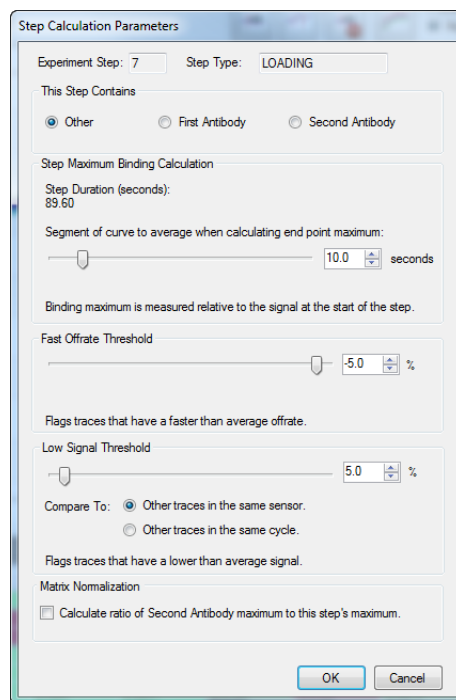 Step Calculation Parameters
Experiment Step: 7 Step Type: LOADING
This Step Contains
Other First Antibody Second Antibody
Step Maximum Binding Calculation
Step Duration (seconds):
89.60
Segment of curve to average when calculating end point maximum:
10.0 seconds
Binding maximum is measured relative to the signal at the start of the step.
Fast Offrate Threshold
-5.0 %
Flags traces that have a faster than average offrate.
Low Signal Threshold
5.0 %
Compare To: Other traces in the same sensor.
Other traces in the same cycle.
Flags traces that have a lower than average signal.
Matrix Normalization
Calculate ratio of Second Antibody maximum to this step's maximum.
OK Cancel